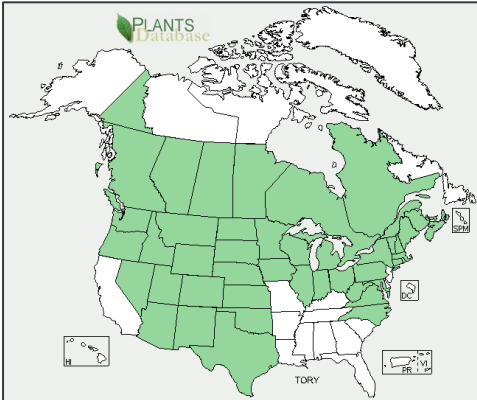 PLANTS
Database
SPM
DC
HI
PR
VI
TORY